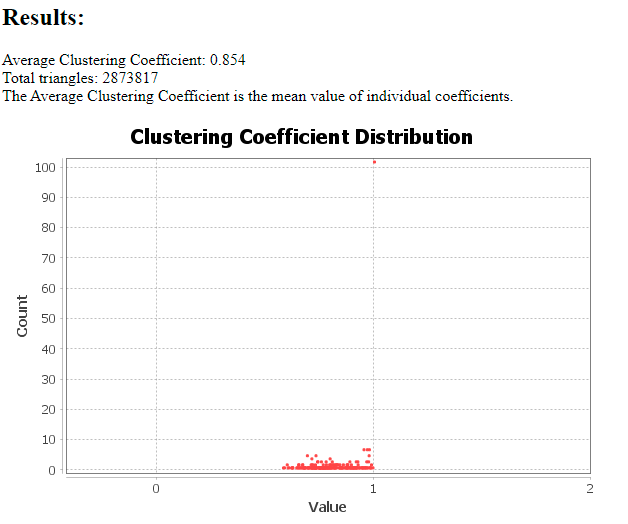 Results:
Average Clustering Coefficient: 0.854
Total triangles: 2873817
The Average Clustering Coefficient is the mean value of individual coefficients.
Clustering Coefficient Distribution
100
90
80
70
60
50
40
30
20
10
0
Count
0 1 2
Value